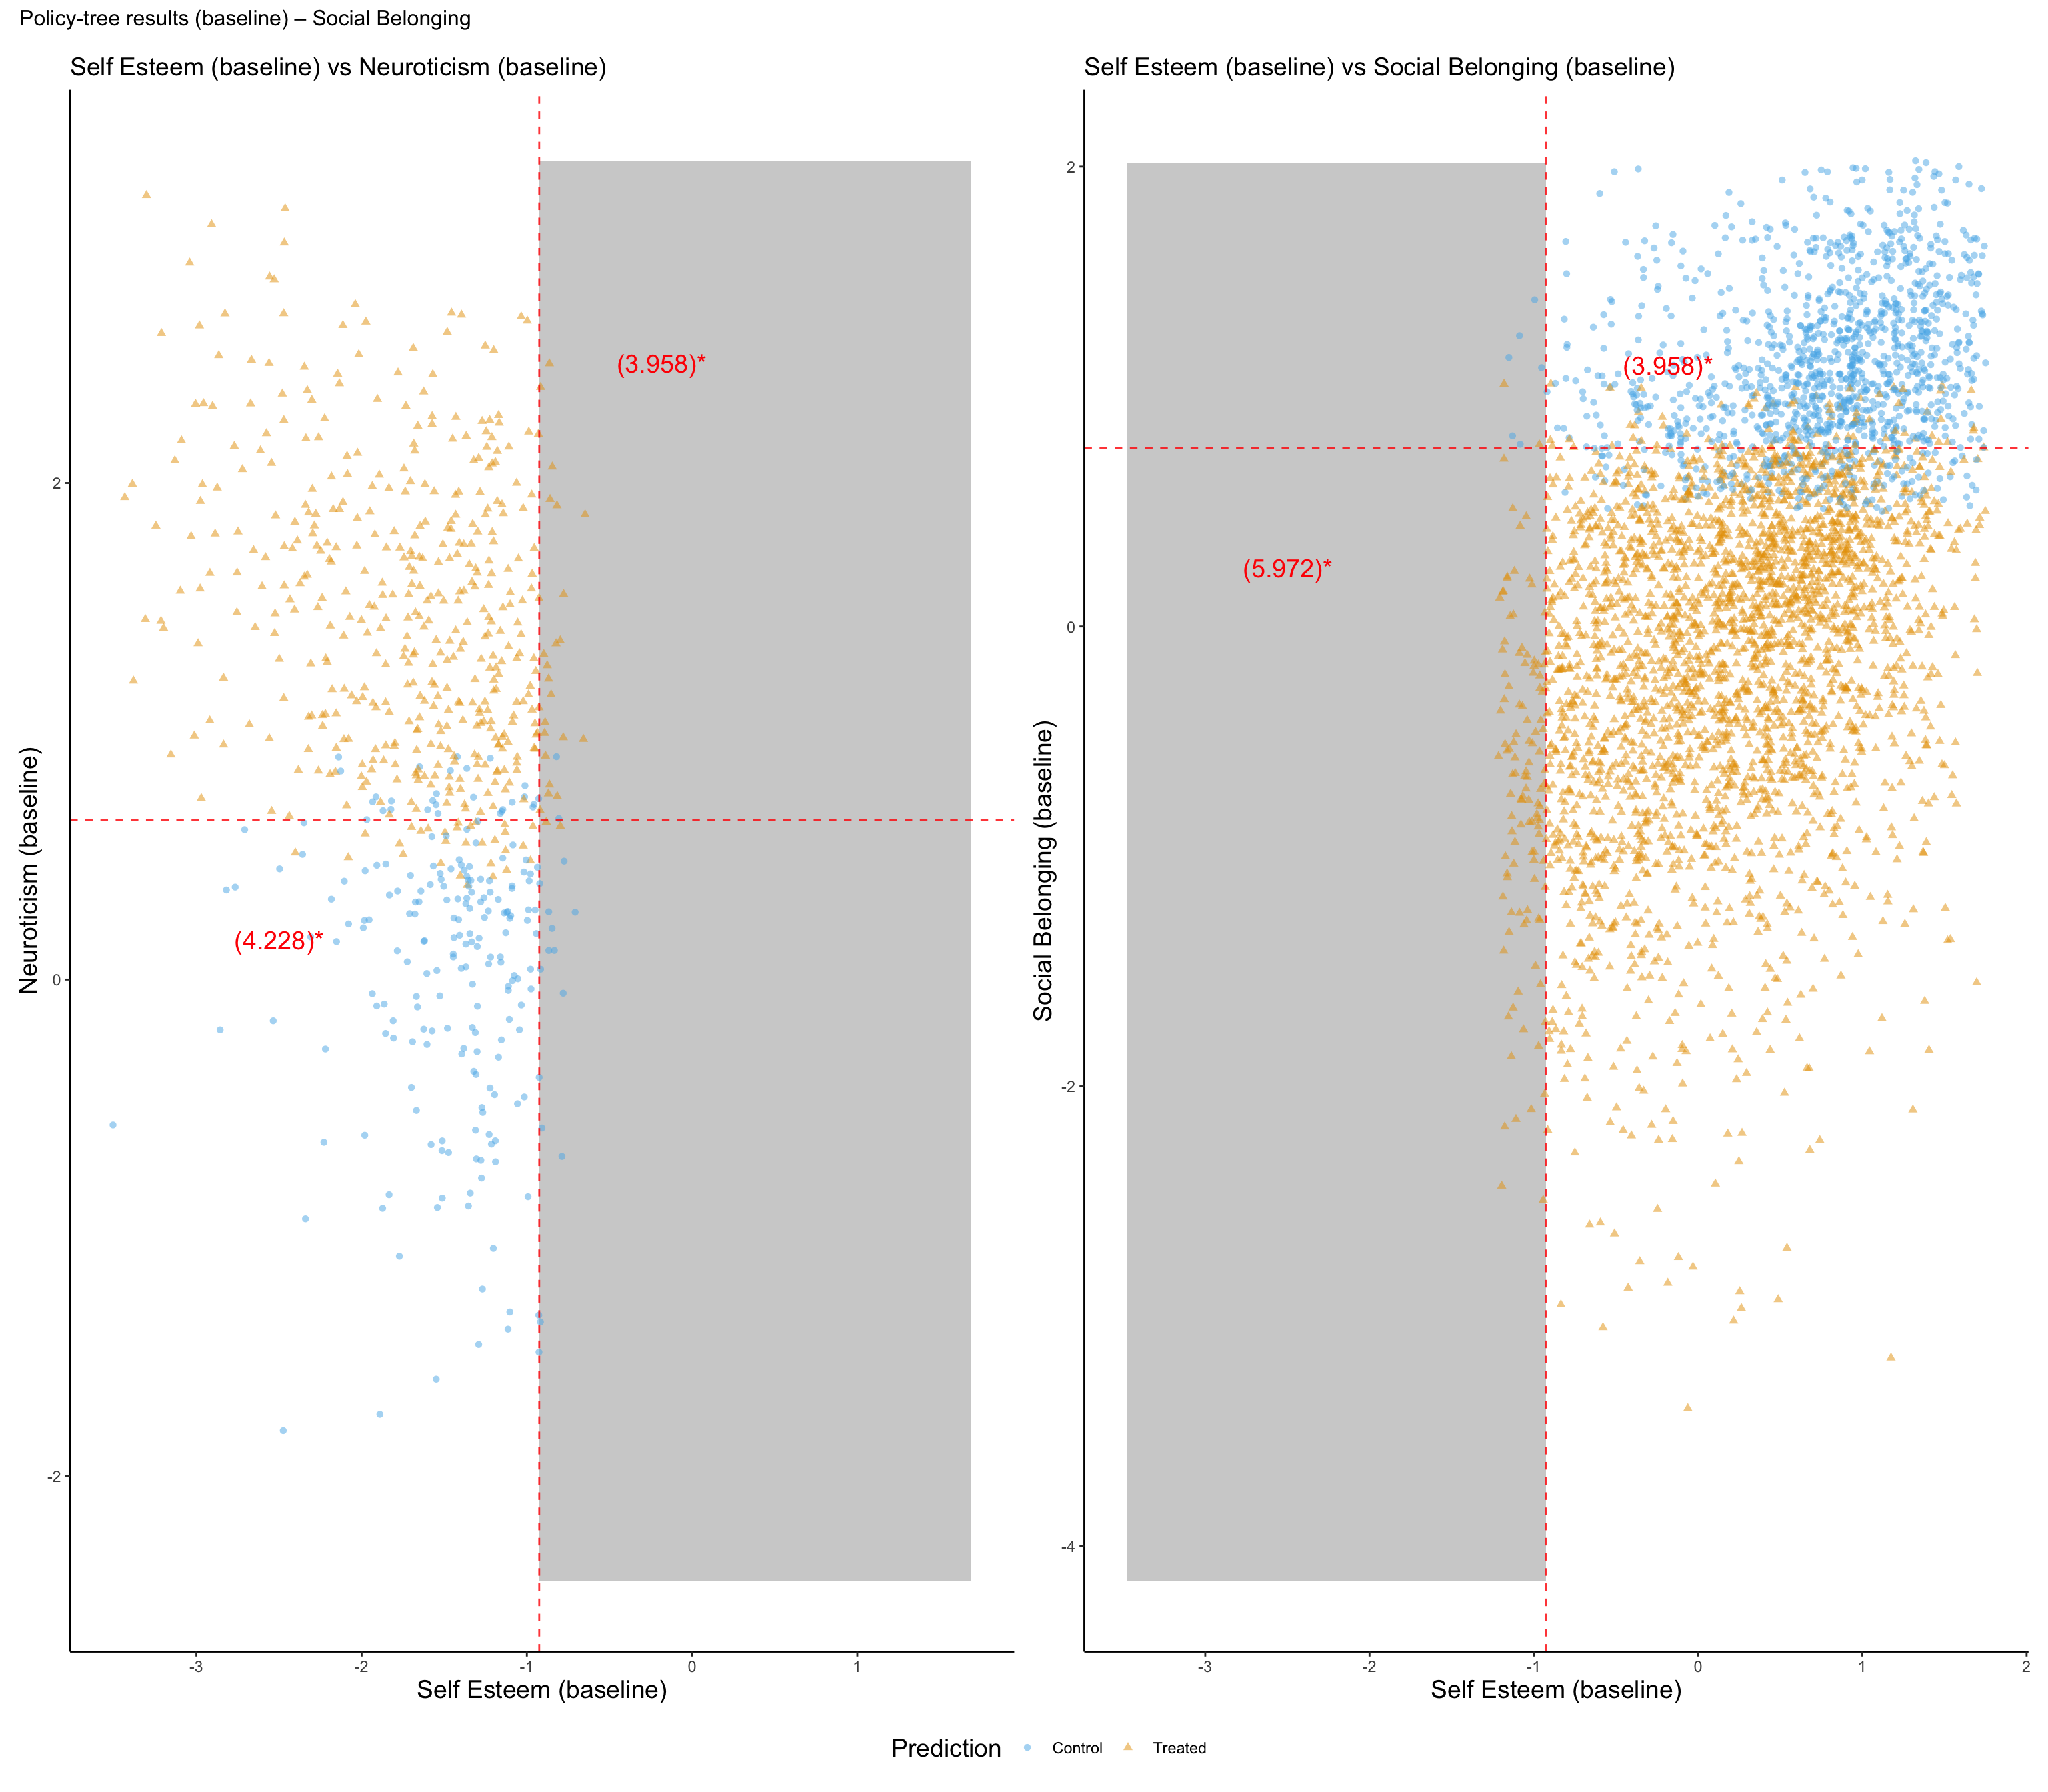 Policy-tree results (baseline) – Social Belonging
Self Esteem (baseline) vs Neuroticism (baseline)
Neuroticism (baseline)
2
0
-2
(3.958)*
(4.228)*
-3
-2
-1
0
1
Self Esteem (baseline)
Self Esteem (baseline) vs Social Belonging (baseline)
Social Belonging (baseline)
2
0
-2
-4
(3.958)*
(5.972)*
-3
-2
-1
0
1
2
Self Esteem (baseline)
Prediction Control Treated